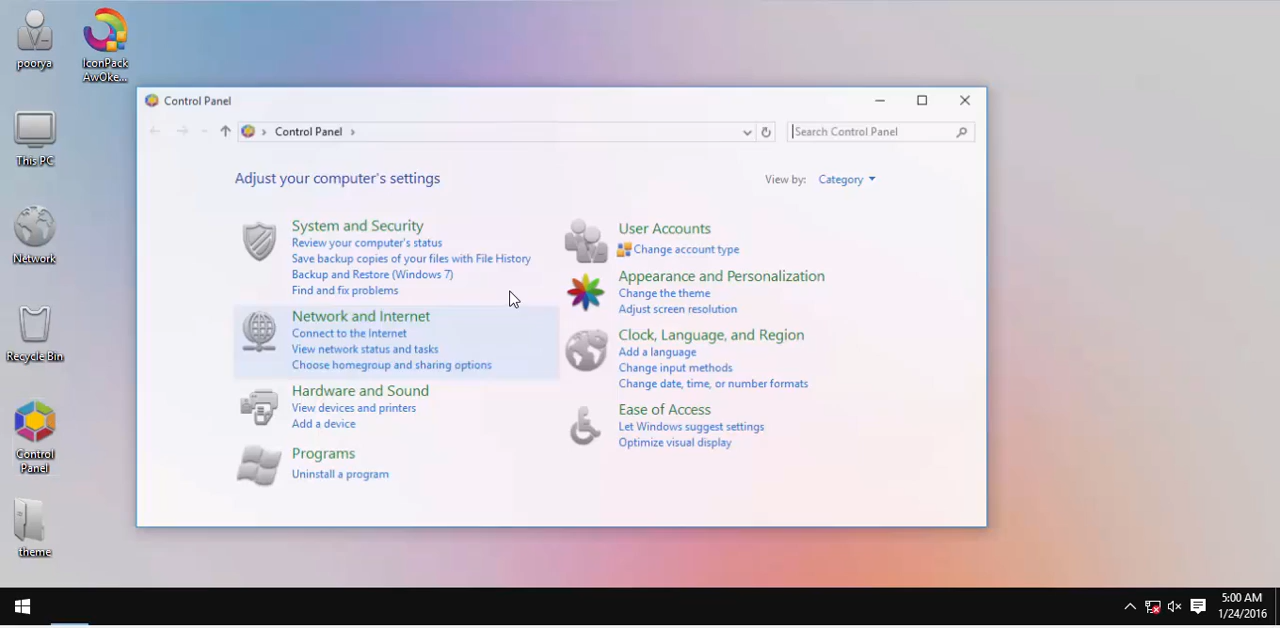 poorya
IconPack
AwOke...
This PC
Network
Recycle Bin
Control
Panel
theme
Control Panel
Control Panel
Search Control Panel
Adjust your computer's settings
View by: Category
System and Security
Review your computer's status
Save backup copies of your files with File History
Backup and Restore (Windows 7)
Find and fix problems
Network and Internet
Connect to the Internet
View network status and tasks
Choose homegroup and sharing options
Hardware and Sound
View devices and printers
Add a device
Programs
Uninstall a program
User Accounts
Change account type
Appearance and Personalization
Change the theme
Adjust screen resolution
Clock, Language, and Region
Add a language
Change input methods
Change date, time, or number formats
Ease of Access
Let Windows suggest settings
Optimize visual display
5:00 AM
1/24/2016